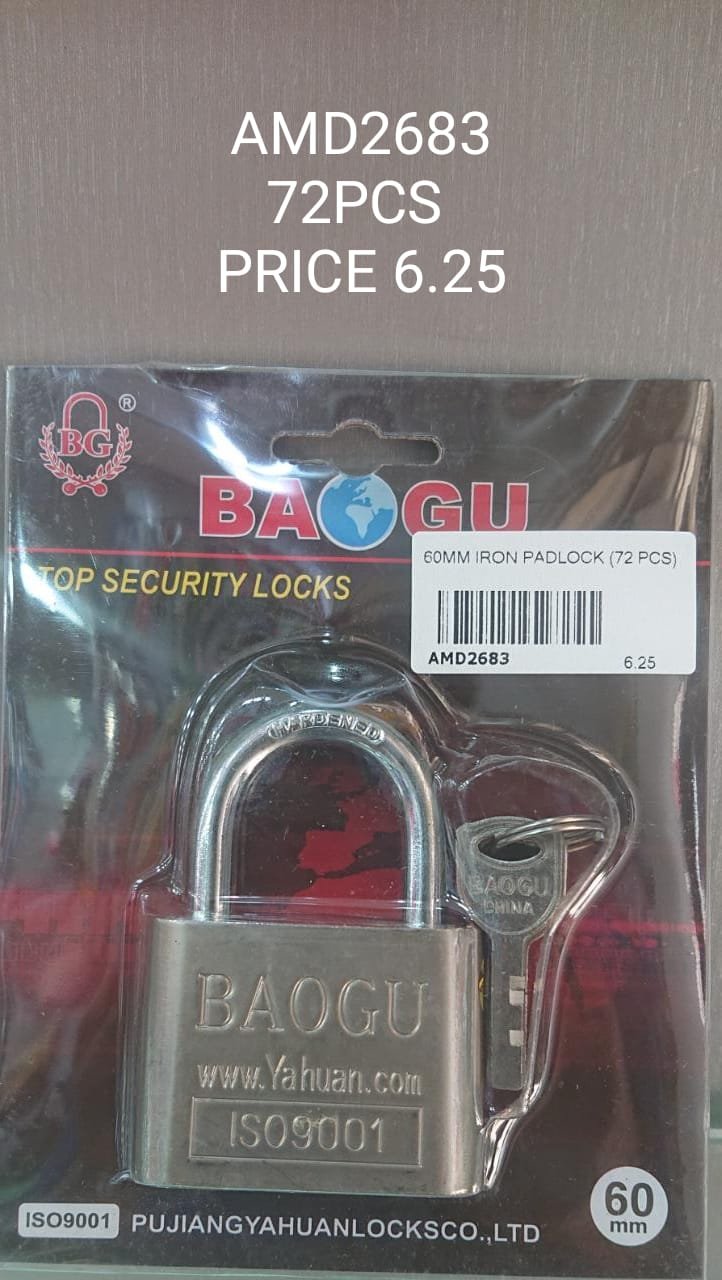 AMD2683
72PCS
PRICE 6.25
BG ®
BAOGU
60MM IRON PADLOCK (72 PCS)
TOP SECURITY LOCKS
AMD2683 6.25
HARDENED
BAOGU
CHINA
BAOGU
www.Yahuan.com
ISO9001
60
mm
ISO9001 PUJIANGYAHUANLOCKSCO.,LTD